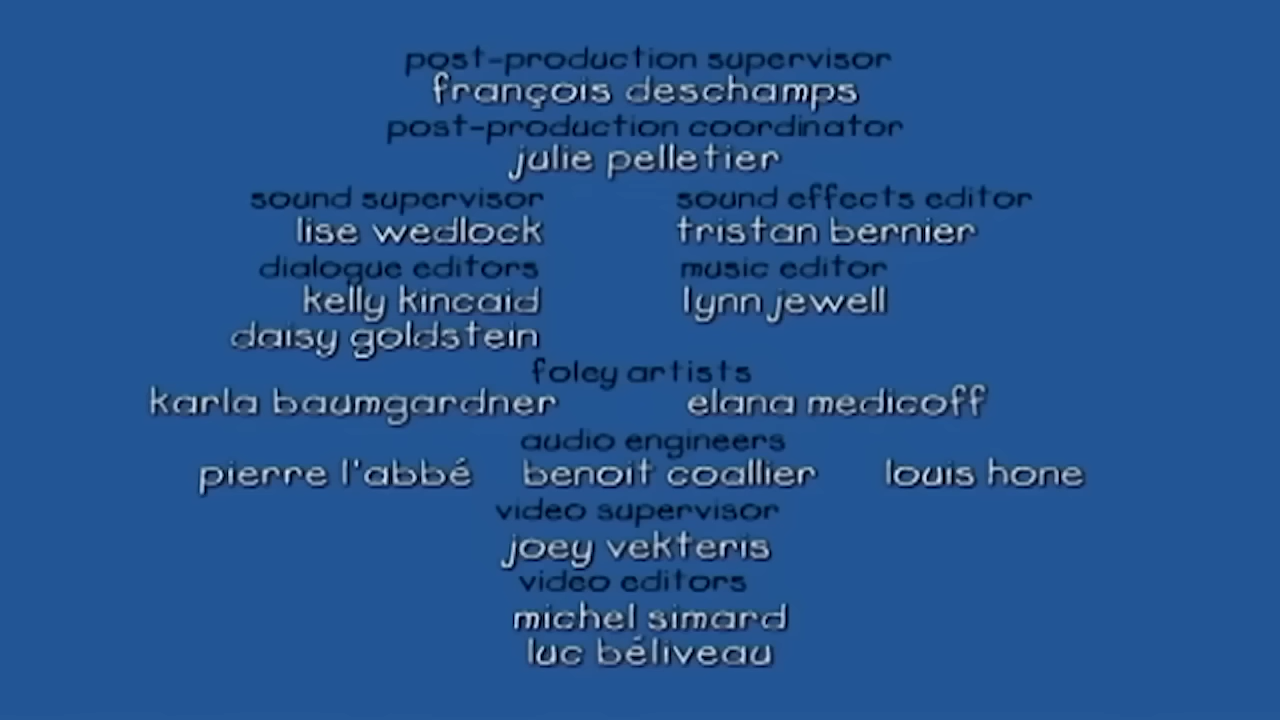 post-production supervisor
françois deschamps
post-production coordinator
julie pelletier
sound supervisor sound effects editor
lise wedlock tristan bernier
dialogue editors music editor
kelly kincaid lynn jewell
daisy goldstein
foley artists
karla baumgardner elana medicoff
audio engineers
pierre l'abbé benoit coallier louis hone
video supervisor
joey vekteris
video editors
michel simard
luc béliveau